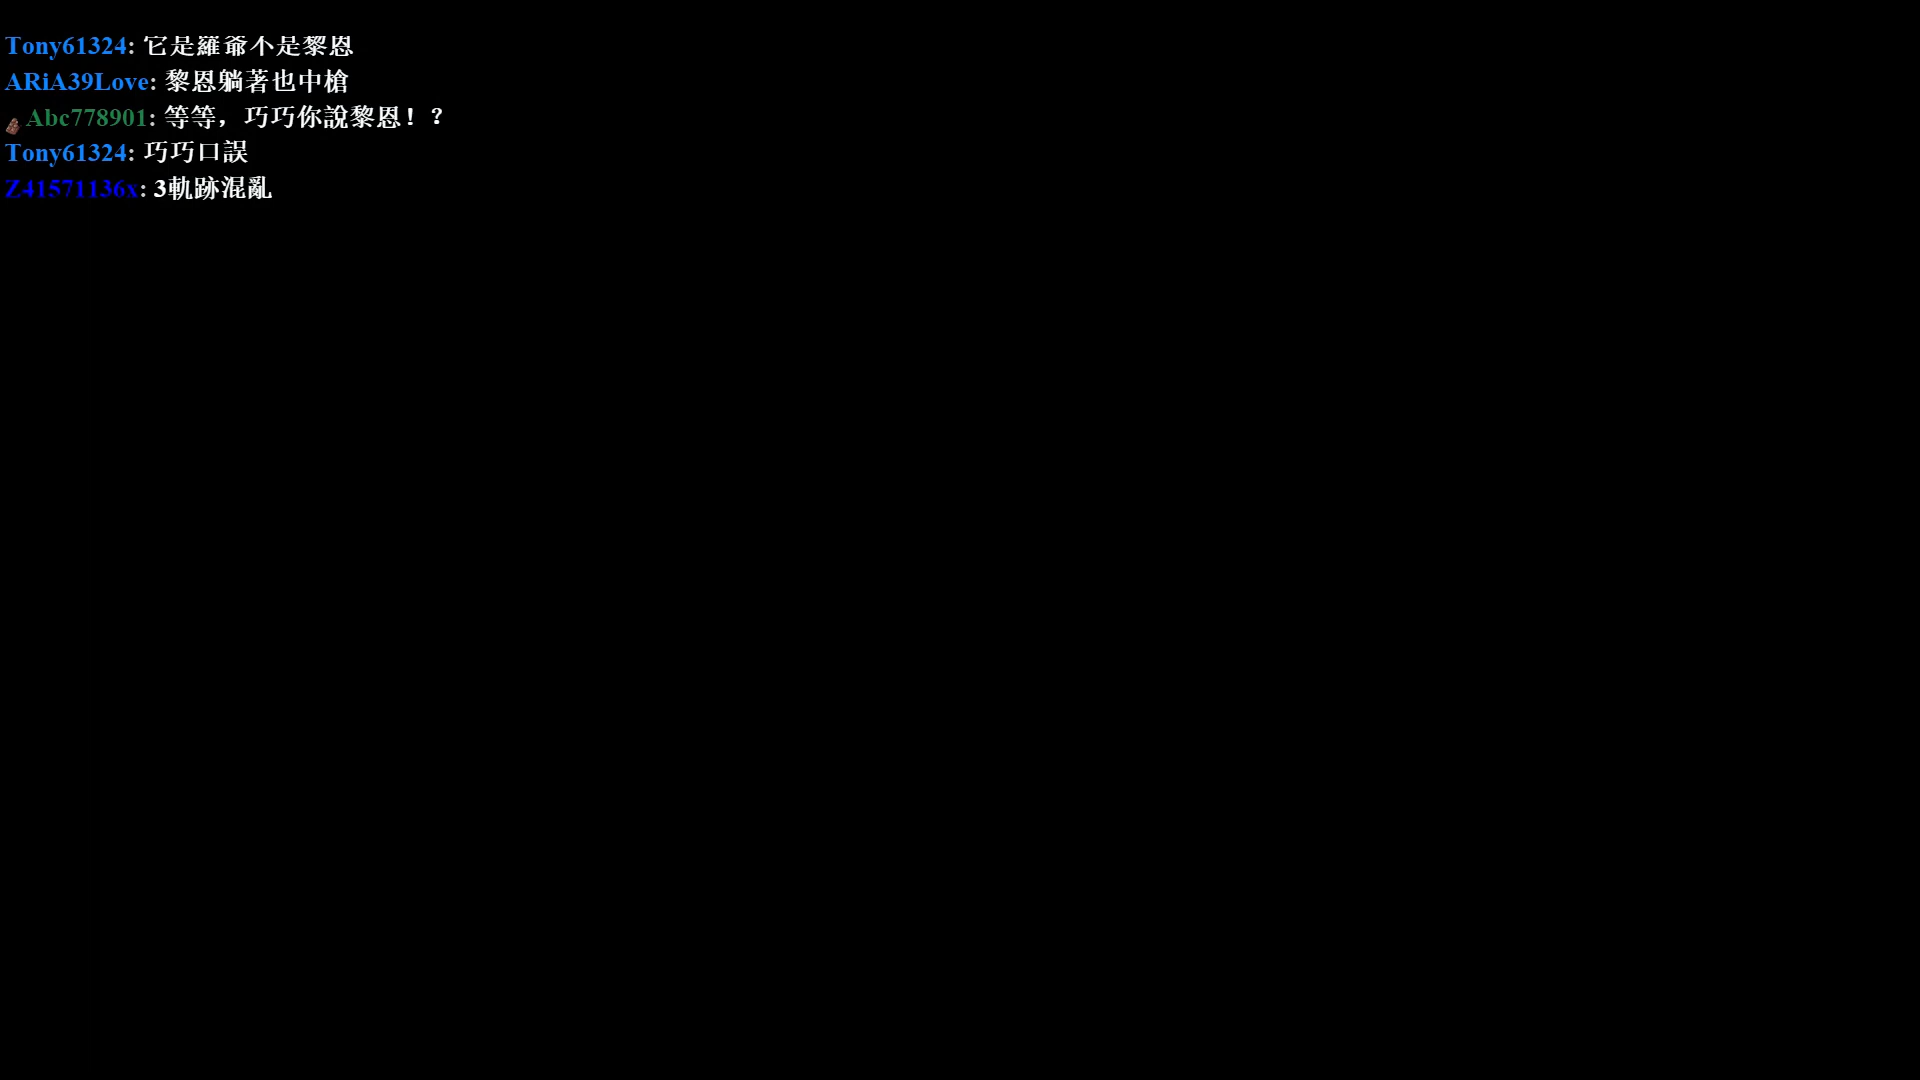 Tony61324: 它是羅爺不是黎恩
ARiA39Love: 黎恩躺著也中槍
Abc778901: 等等，巧巧你說黎恩！？
Tony61324: 巧巧口誤
Z41571136x: 3軌跡混亂